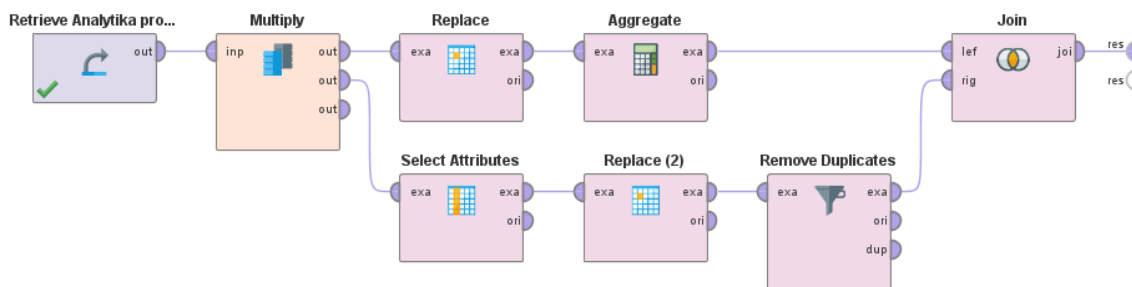 Retrieve Analytika pro...
out
Multiply
inp
out
out
out
Replace
exa
exa
ori
Aggregate
exa
exa
ori
Join
lef
rig
joi
res
res
Select Attributes
exa
exa
ori
Replace (2)
exa
exa
ori
Remove Duplicates
exa
exa
ori
dup